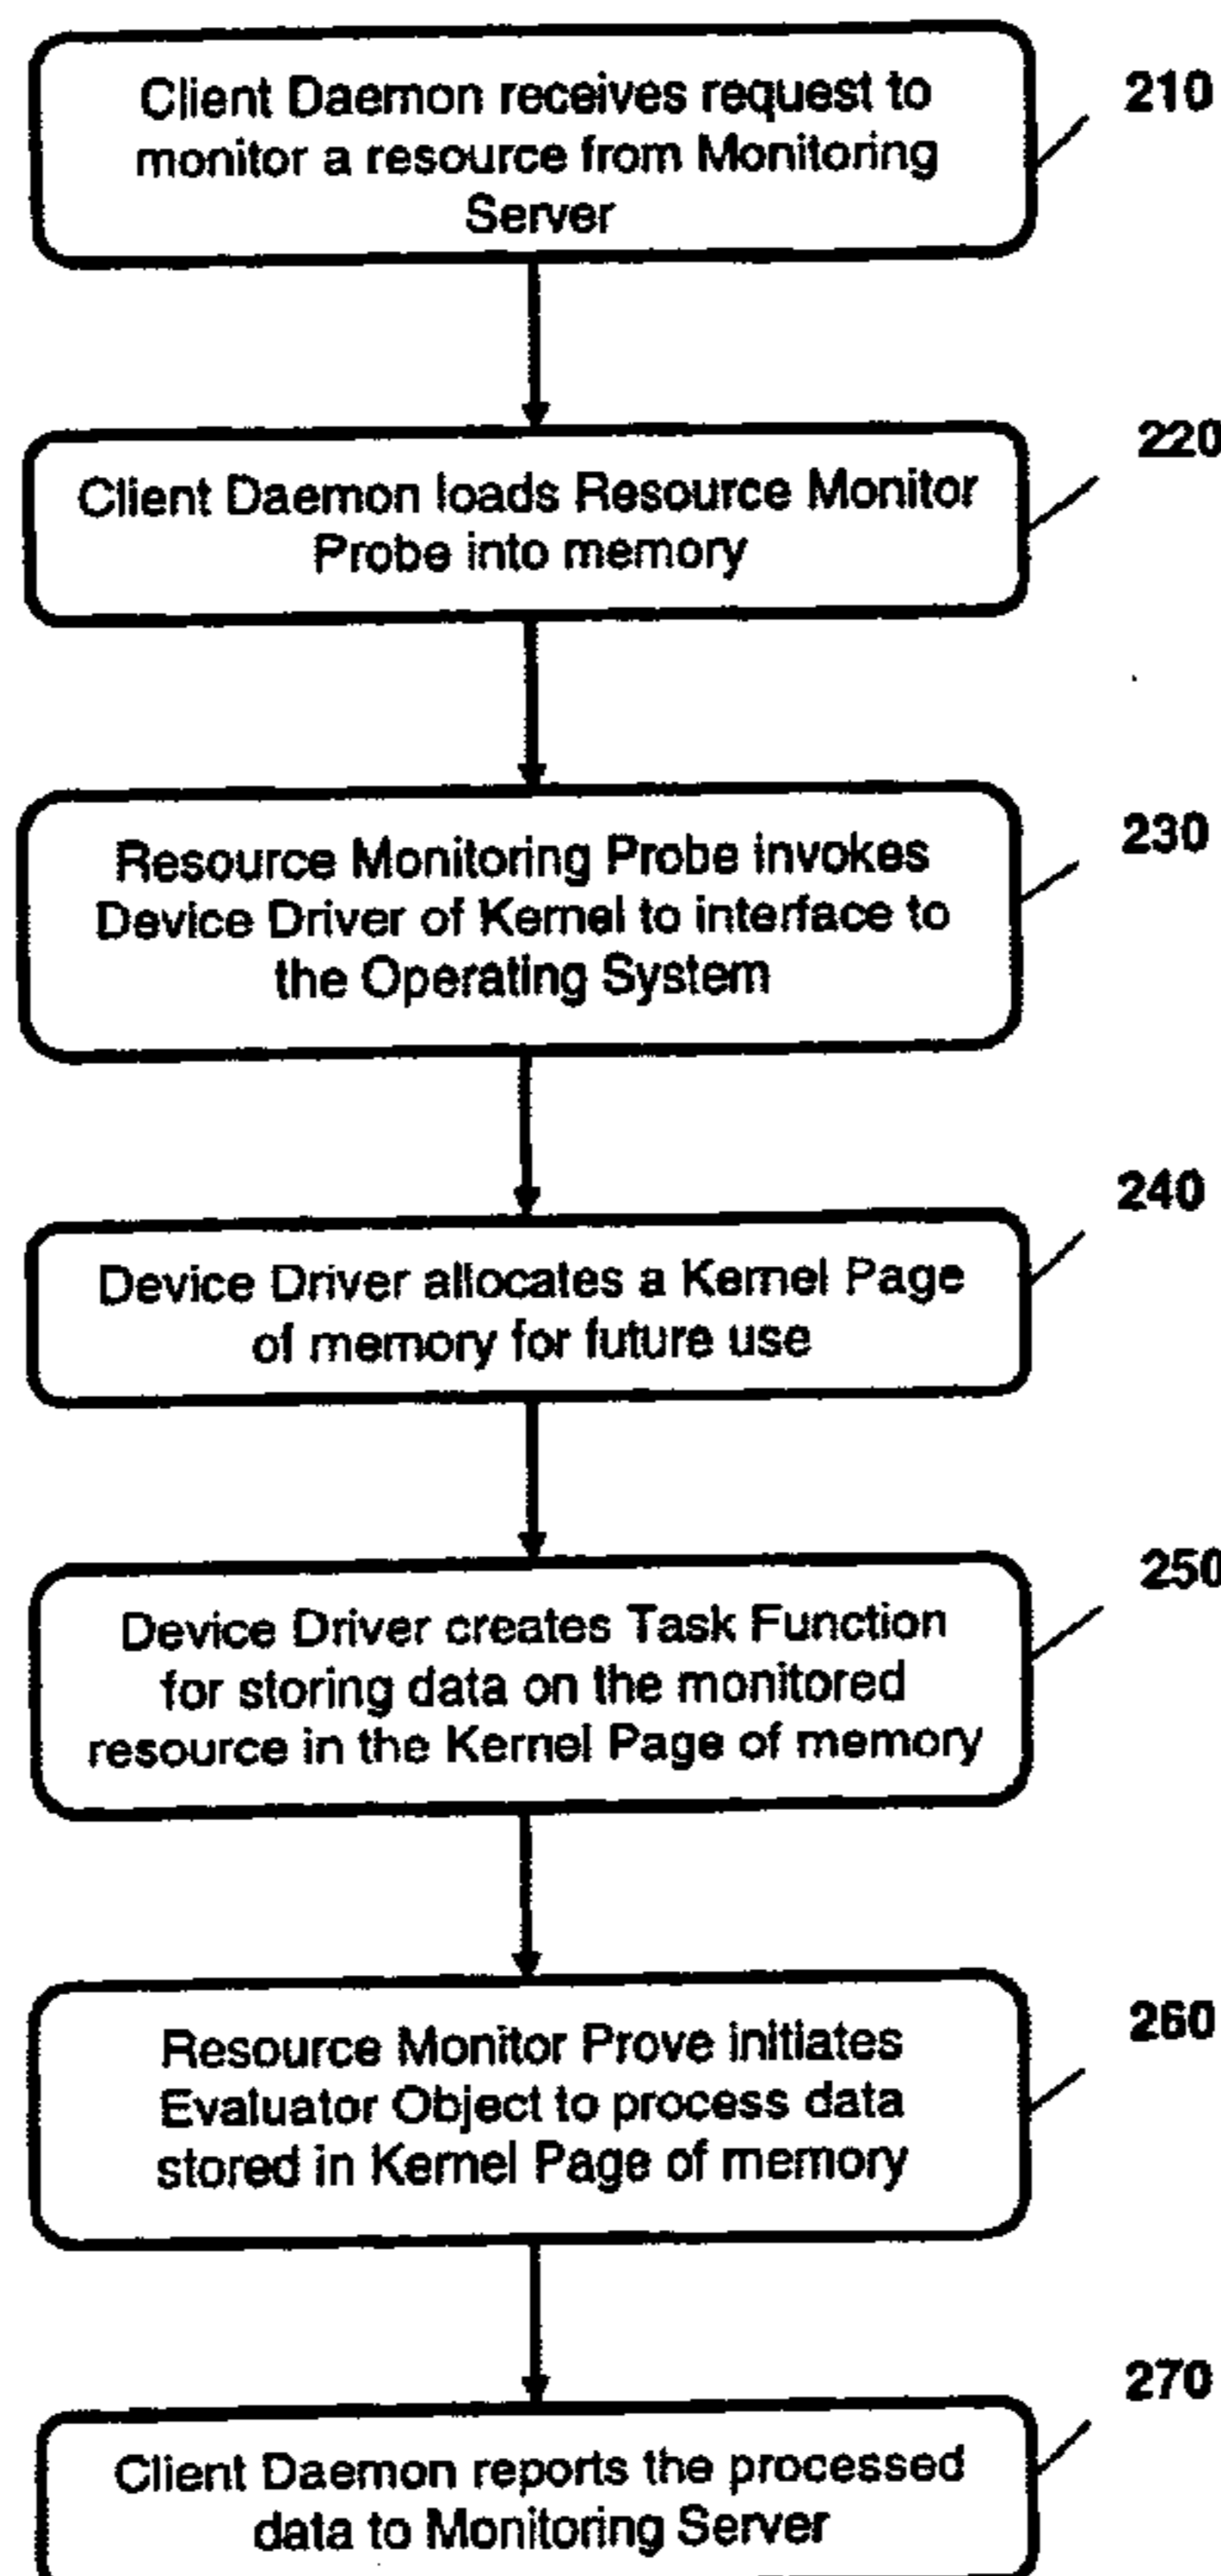 Client Daemon receives request to
monitor a resource from Monitoring
Server
210
Client Daemon loads Resource Monitor
Probe into memory
220
Resource Monitoring Probe invokes
Device Driver of Kernel to interface to
the Operating System
230
Device Driver allocates a Kernel Page
of memory for future use
240
Device Driver creates Task Function
for storing data on the monitored
resource in the Kernel Page of memory
250
Resource Monitor Prove initiates
Evaluator Object to process data
stored in Kernel Page of memory
260
Client Daemon reports the processed
data to Monitoring Server
270